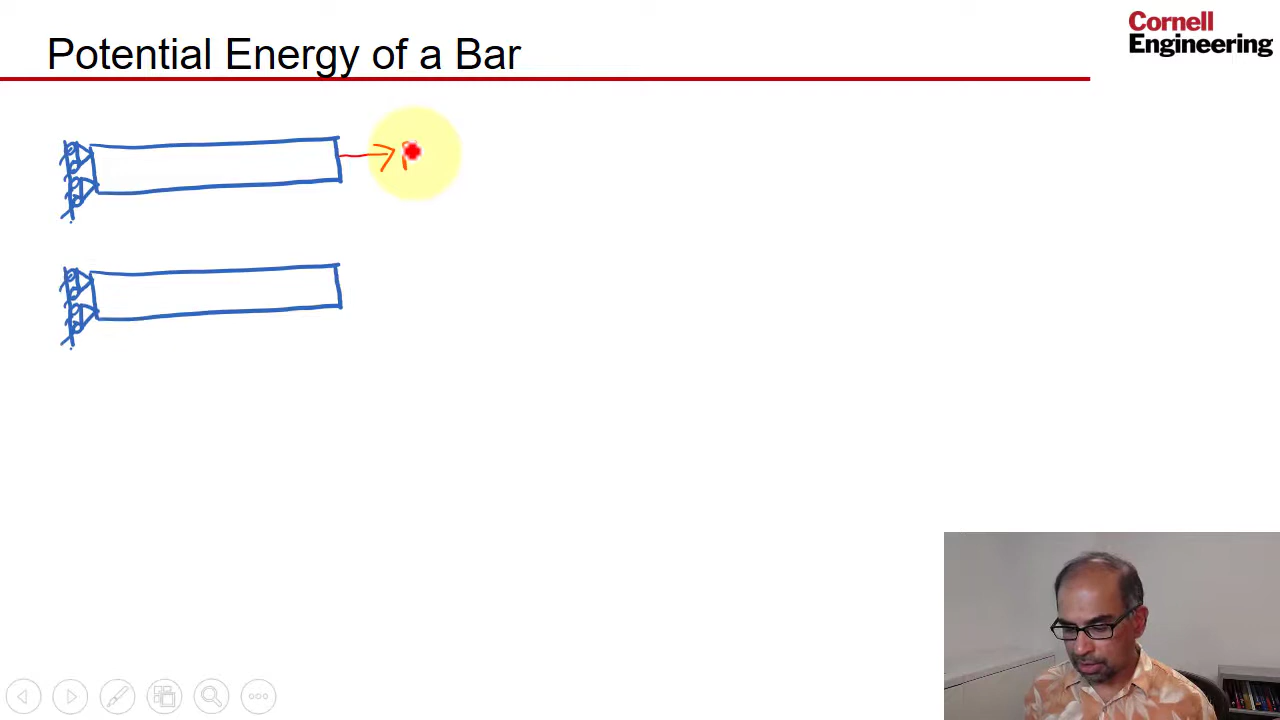 Potential Energy of a Bar
Cornell
Engineering